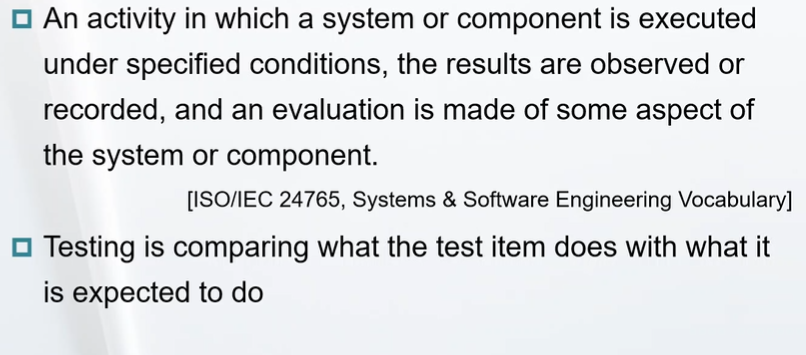 An activity in which a system or component is executed
under specified conditions, the results are observed or
recorded, and an evaluation is made of some aspect of
the system or component.
[ISO/IEC 24765, Systems & Software Engineering Vocabulary]
Testing is comparing what the test item does with what it
is expected to do